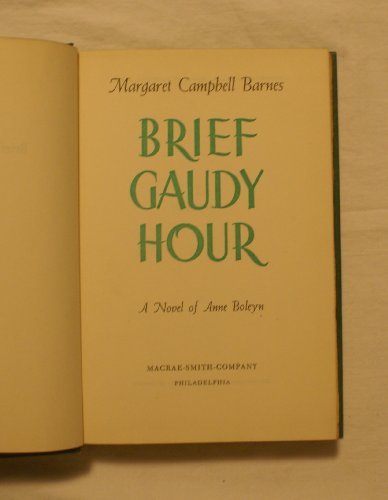 Margaret Campbell Barnes
BRIEF
GAUDY
HOUR
A Novel of Anne Boleyn
MACRAE·SMITH·COMPANY
PHILADELPHIA